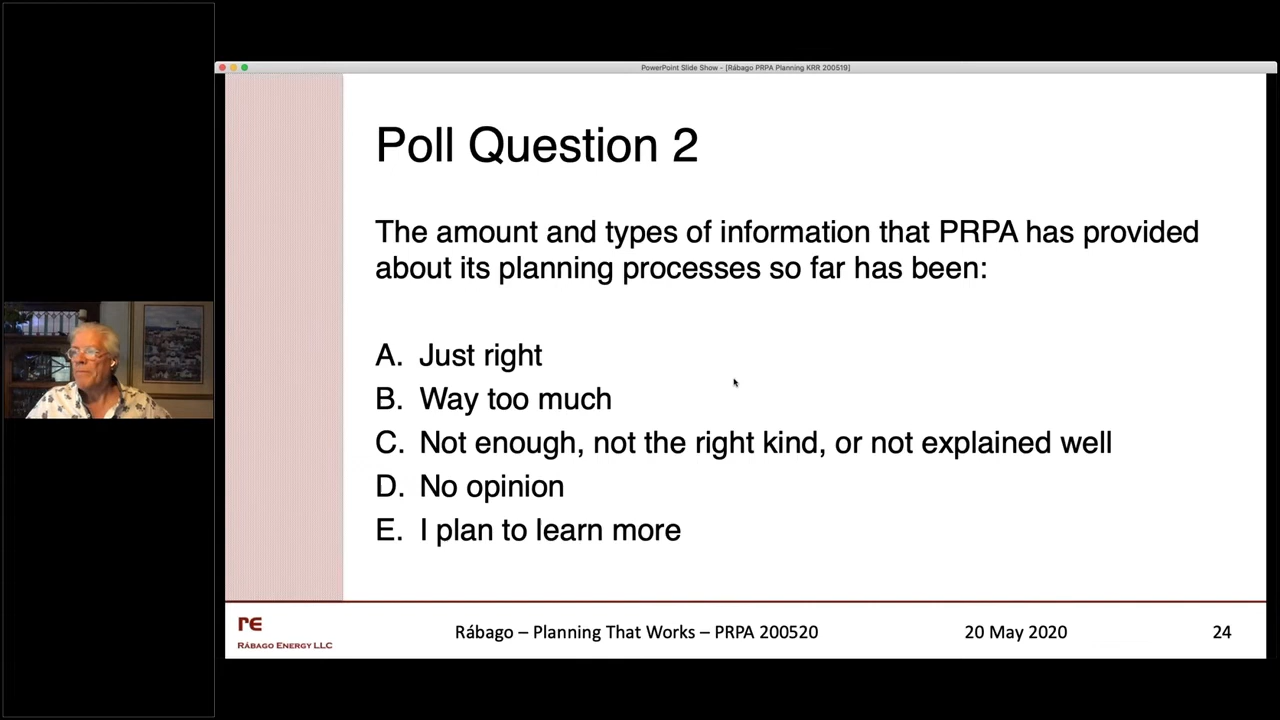 PowerPoint Slide Show - [Rábago PRPA Planning KRR 200519]
Poll Question 2
The amount and types of information that PRPA has provided
about its planning processes so far has been:
A. Just right
B. Way too much
C. Not enough, not the right kind, or not explained well
D. No opinion
E. I plan to learn more
rE
RÁBAGO ENERGY LLC
Rábago – Planning That Works – PRPA 200520
20 May 2020
24